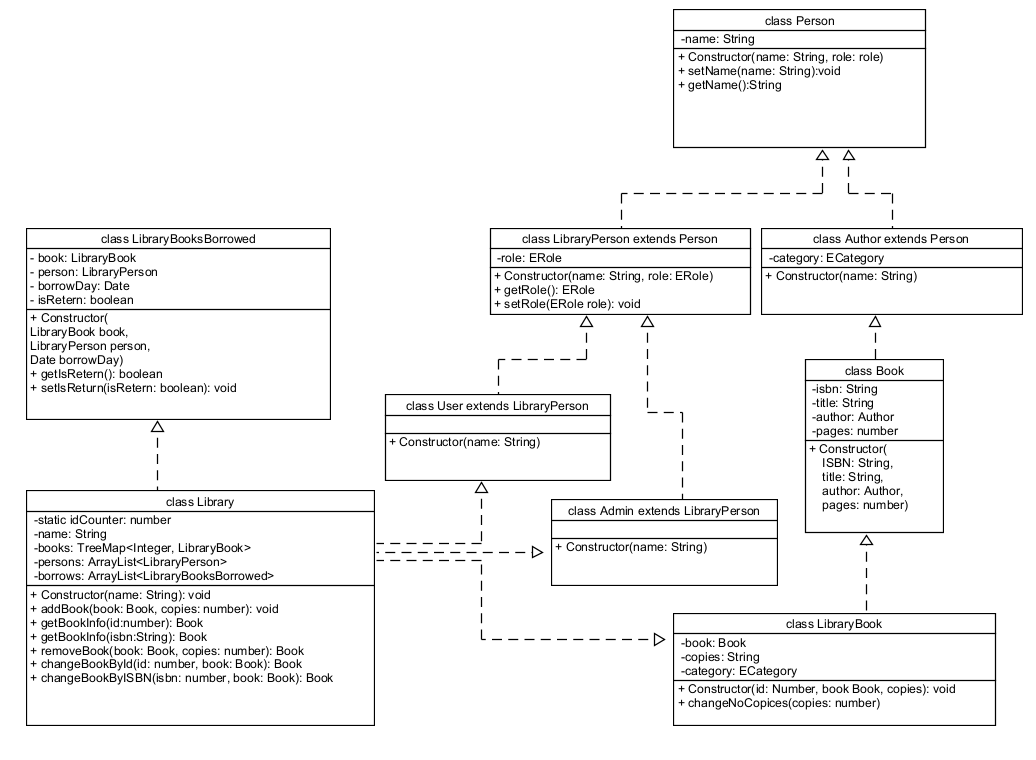 class Person
-name: String
+ Constructor(name: String, role: role)
+ setName(name: String):void
+ getName():String
class LibraryBooksBorrowed
- book: LibraryBook
- person: LibraryPerson
- borrowDay: Date
- isRetern: boolean
+ Constructor(
LibraryBook book,
LibraryPerson person,
Date borrowDay)
+ getIsRetern(): boolean
+ setIsReturn(isRetern: boolean): void
class LibraryPerson extends Person
-role: ERole
+ Constructor(name: String, role: ERole)
+ getRole(): ERole
+ setRole(ERole role): void
class Author extends Person
-category: ECategory
+ Constructor(name: String)
class User extends LibraryPerson
+ Constructor(name: String)
class Book
-isbn: String
-title: String
-author: Author
-pages: number
+ Constructor(
ISBN: String,
title: String,
author: Author,
pages: number)
class Library
-static idCounter: number
-name: String
-books: TreeMap<Integer, LibraryBook>
-persons: ArrayList<LibraryPerson>
-borrows: ArrayList<LibraryBooksBorrowed>
+ Constructor(name: String): void
+ addBook(book: Book, copies: number): void
+ getBookInfo(id:number): Book
+ getBookInfo(isbn:String): Book
+ removeBook(book: Book, copies: number): Book
+ changeBookById(id: number, book: Book): Book
+ changeBookByISBN(isbn: number, book: Book): Book
class Admin extends LibraryPerson
+ Constructor(name: String)
class LibraryBook
-book: Book
-copies: String
-category: ECategory
+ Constructor(id: Number, book Book, copies): void
+ changeNoCopices(copies: number)